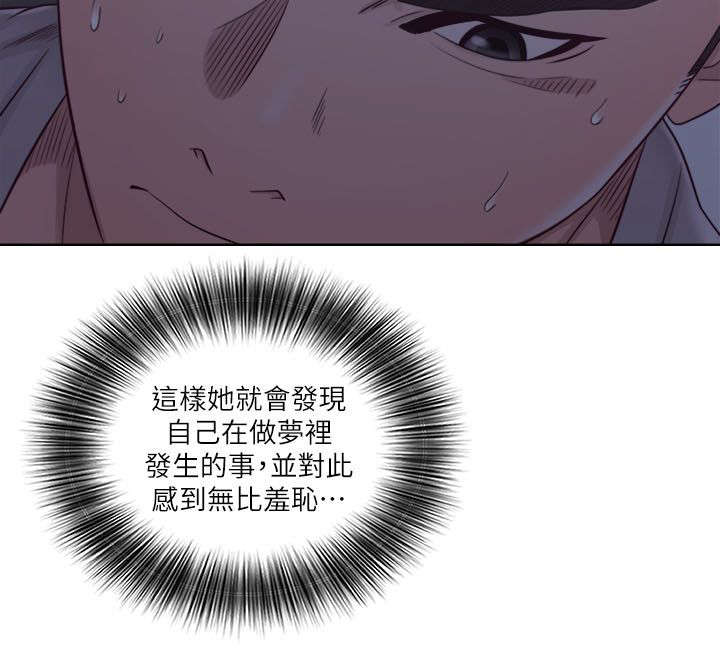 這樣她就會發現
自己在做夢裡
發生的事,並對此
感到無比羞恥⋯